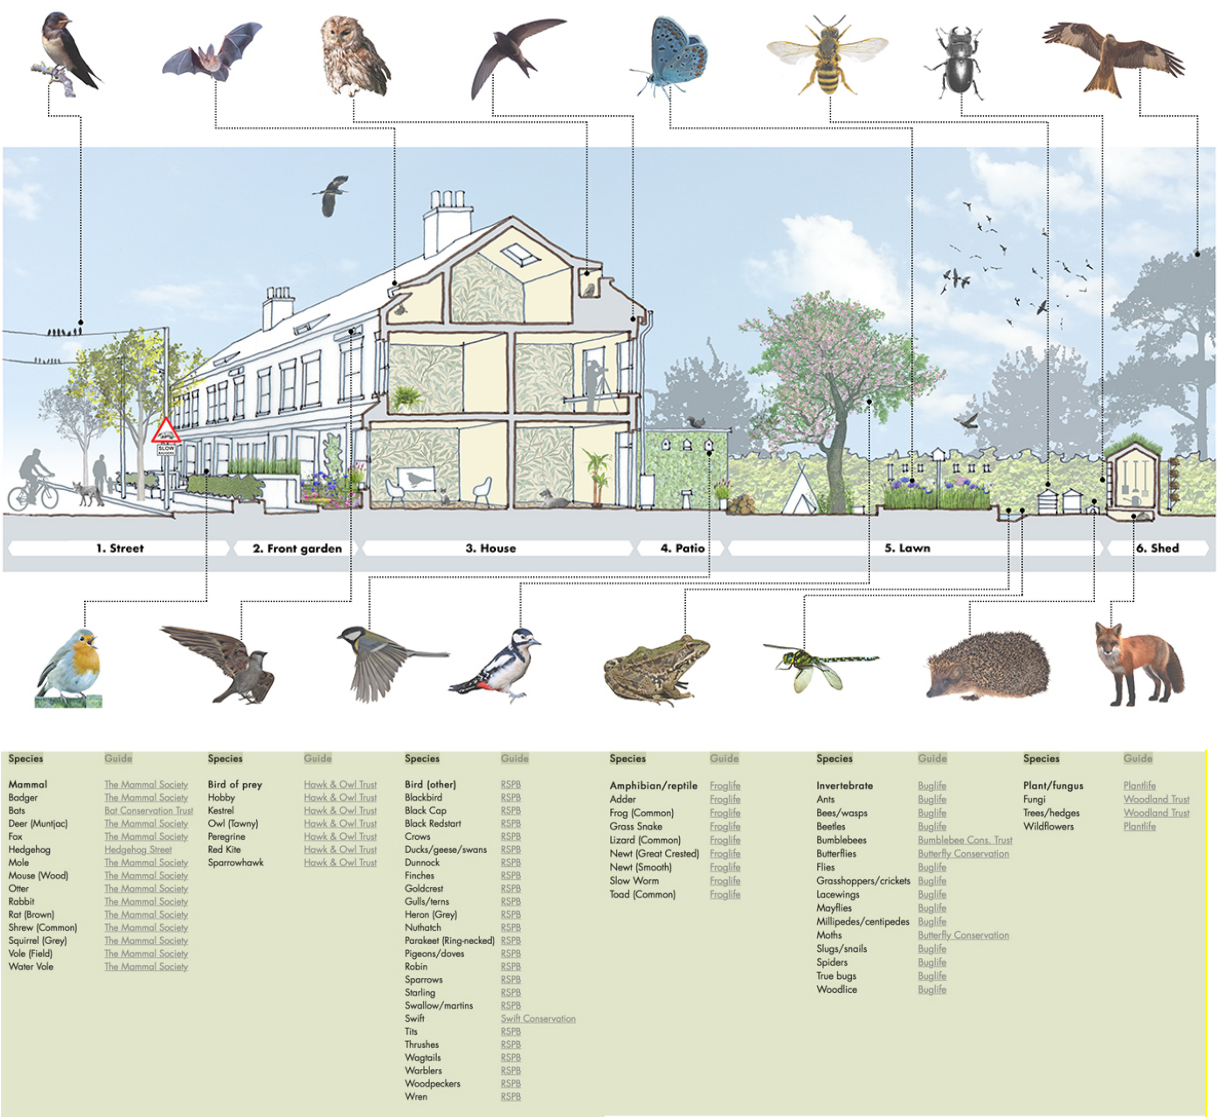 SLOW
1. Street
2. Front garden
3. House
4. Patio
5. Lawn
6. Shed
Species Guide
Mammal The Mammal Society
Badger The Mammal Society
Bats Bat Conservation Trust
Deer (Muntjac) The Mammal Society
Fox The Mammal Society
Hedgehog Hedgehog Street
Mole The Mammal Society
Mouse (Wood) The Mammal Society
Otter The Mammal Society
Rabbit The Mammal Society
Rat (Brown) The Mammal Society
Shrew (Common) The Mammal Society
Squirrel (Grey) The Mammal Society
Vole (Field) The Mammal Society
Water Vole The Mammal Society
Species Guide
Bird of prey Hawk & Owl Trust
Hobby Hawk & Owl Trust
Kestrel Hawk & Owl Trust
Owl (Tawny) Hawk & Owl Trust
Peregrine Hawk & Owl Trust
Red Kite Hawk & Owl Trust
Sparrowhawk Hawk & Owl Trust
Species Guide
Bird (other) RSPB
Blackbird RSPB
Black Cap RSPB
Black Redstart RSPB
Crows RSPB
Ducks/geese/swans RSPB
Dunnock RSPB
Finches RSPB
Goldcrest RSPB
Gulls/terns RSPB
Heron (Grey) RSPB
Nuthatch RSPB
Parakeet (Ring-necked) RSPB
Pigeons/doves RSPB
Robin RSPB
Sparrows RSPB
Starling RSPB
Swallow/martins RSPB
Swift Swift Conservation
Tits RSPB
Thrushes RSPB
Wagtails RSPB
Warblers RSPB
Woodpeckers RSPB
Wren RSPB
Species Guide
Amphibian/reptile Froglife
Adder Froglife
Frog (Common) Froglife
Grass Snake Froglife
Lizard (Common) Froglife
Newt (Great Crested) Froglife
Newt (Smooth) Froglife
Slow Worm Froglife
Toad (Common) Froglife
Species Guide
Invertebrate Buglife
Ants Buglife
Bees/wasps Buglife
Beetles Buglife
Bumblebees Bumblebee Cons. Trust
Butterflies Butterfly Conservation
Flies Buglife
Grasshoppers/crickets Buglife
Lacewings Buglife
Mayflies Buglife
Millipedes/centipedes Buglife
Moths Butterfly Conservation
Slugs/snails Buglife
Spiders Buglife
True bugs Buglife
Woodlice Buglife
Species Guide
Plant/fungus Plantlife
Fungi Woodland Trust
Trees/hedges Woodland Trust
Wildflowers Plantlife